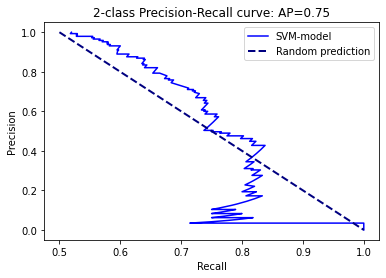 2-class Precision-Recall curve: AP=0.75
SVM-model
Random prediction
Precision
1.0
0.8
0.6
0.4
0.2
0.0
0.5 0.6 0.7 0.8 0.9 1.0
Recall